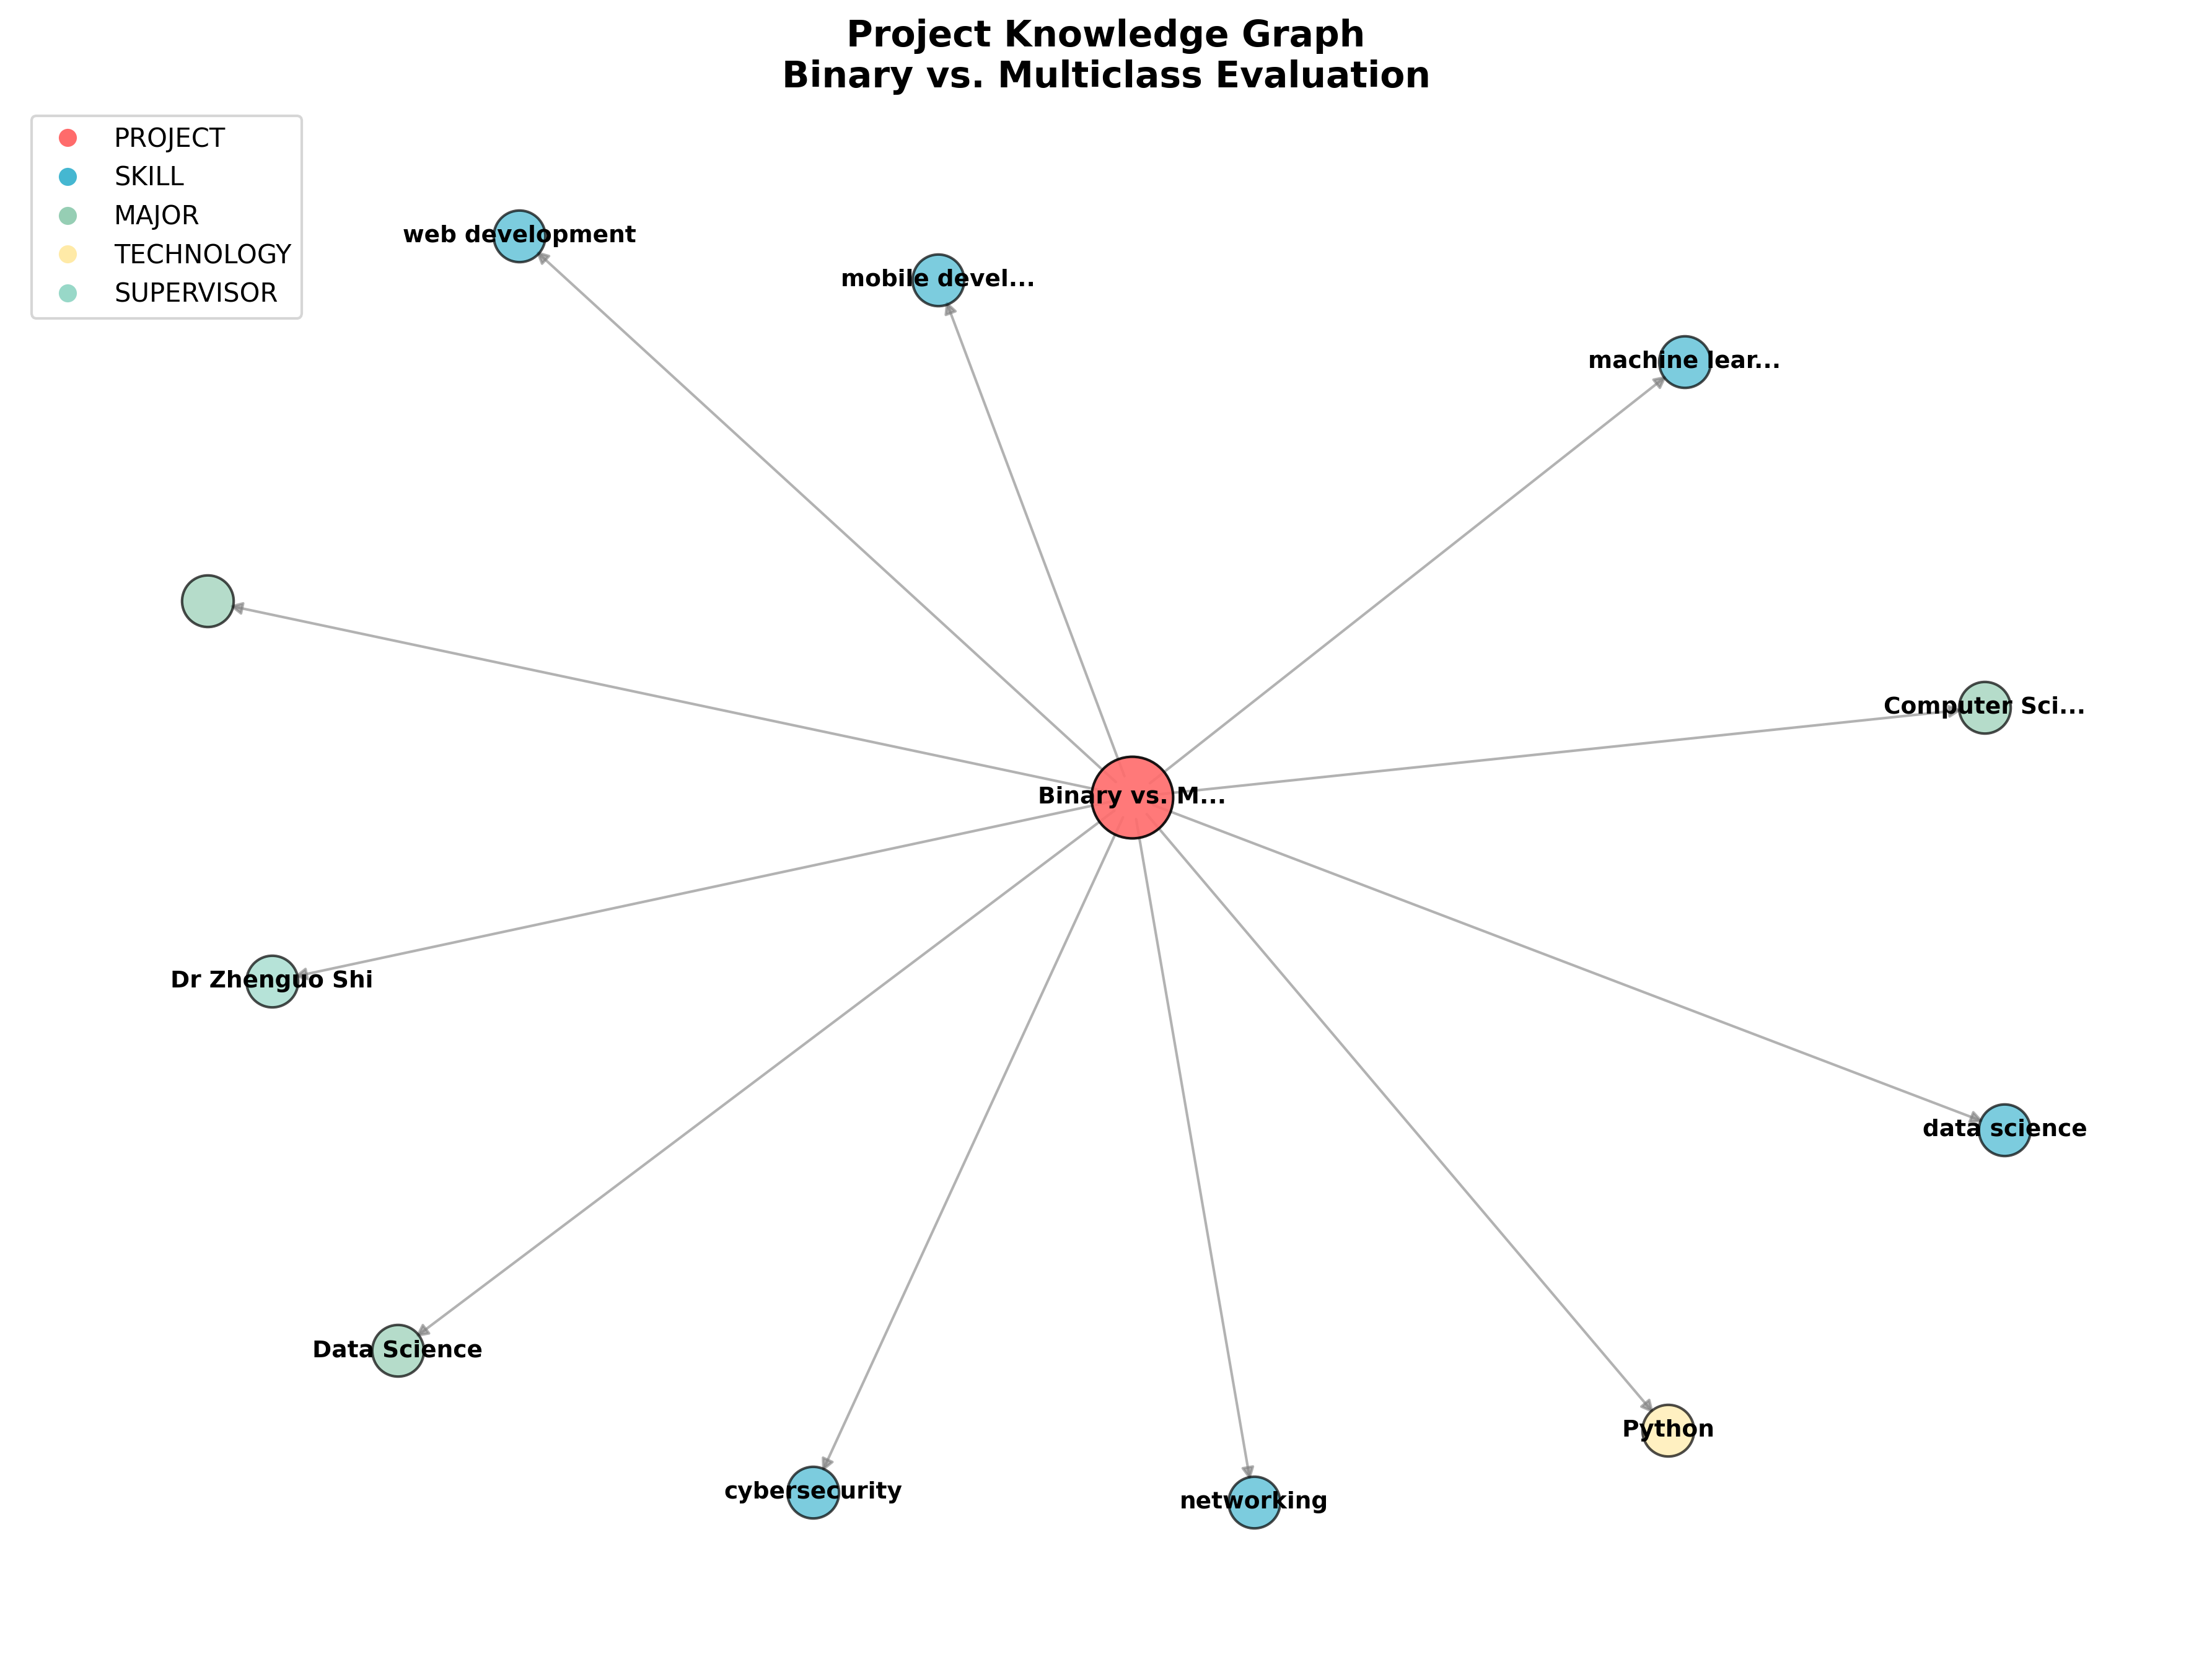 Project Knowledge Graph
Binary vs. Multiclass Evaluation
PROJECT
SKILL
MAJOR
TECHNOLOGY
SUPERVISOR
web development
mobile devel...
machine lear...
Computer Sci...
Binary vs. M...
Dr Zhenguo Shi
data science
Data Science
Python
cybersecurity
networking